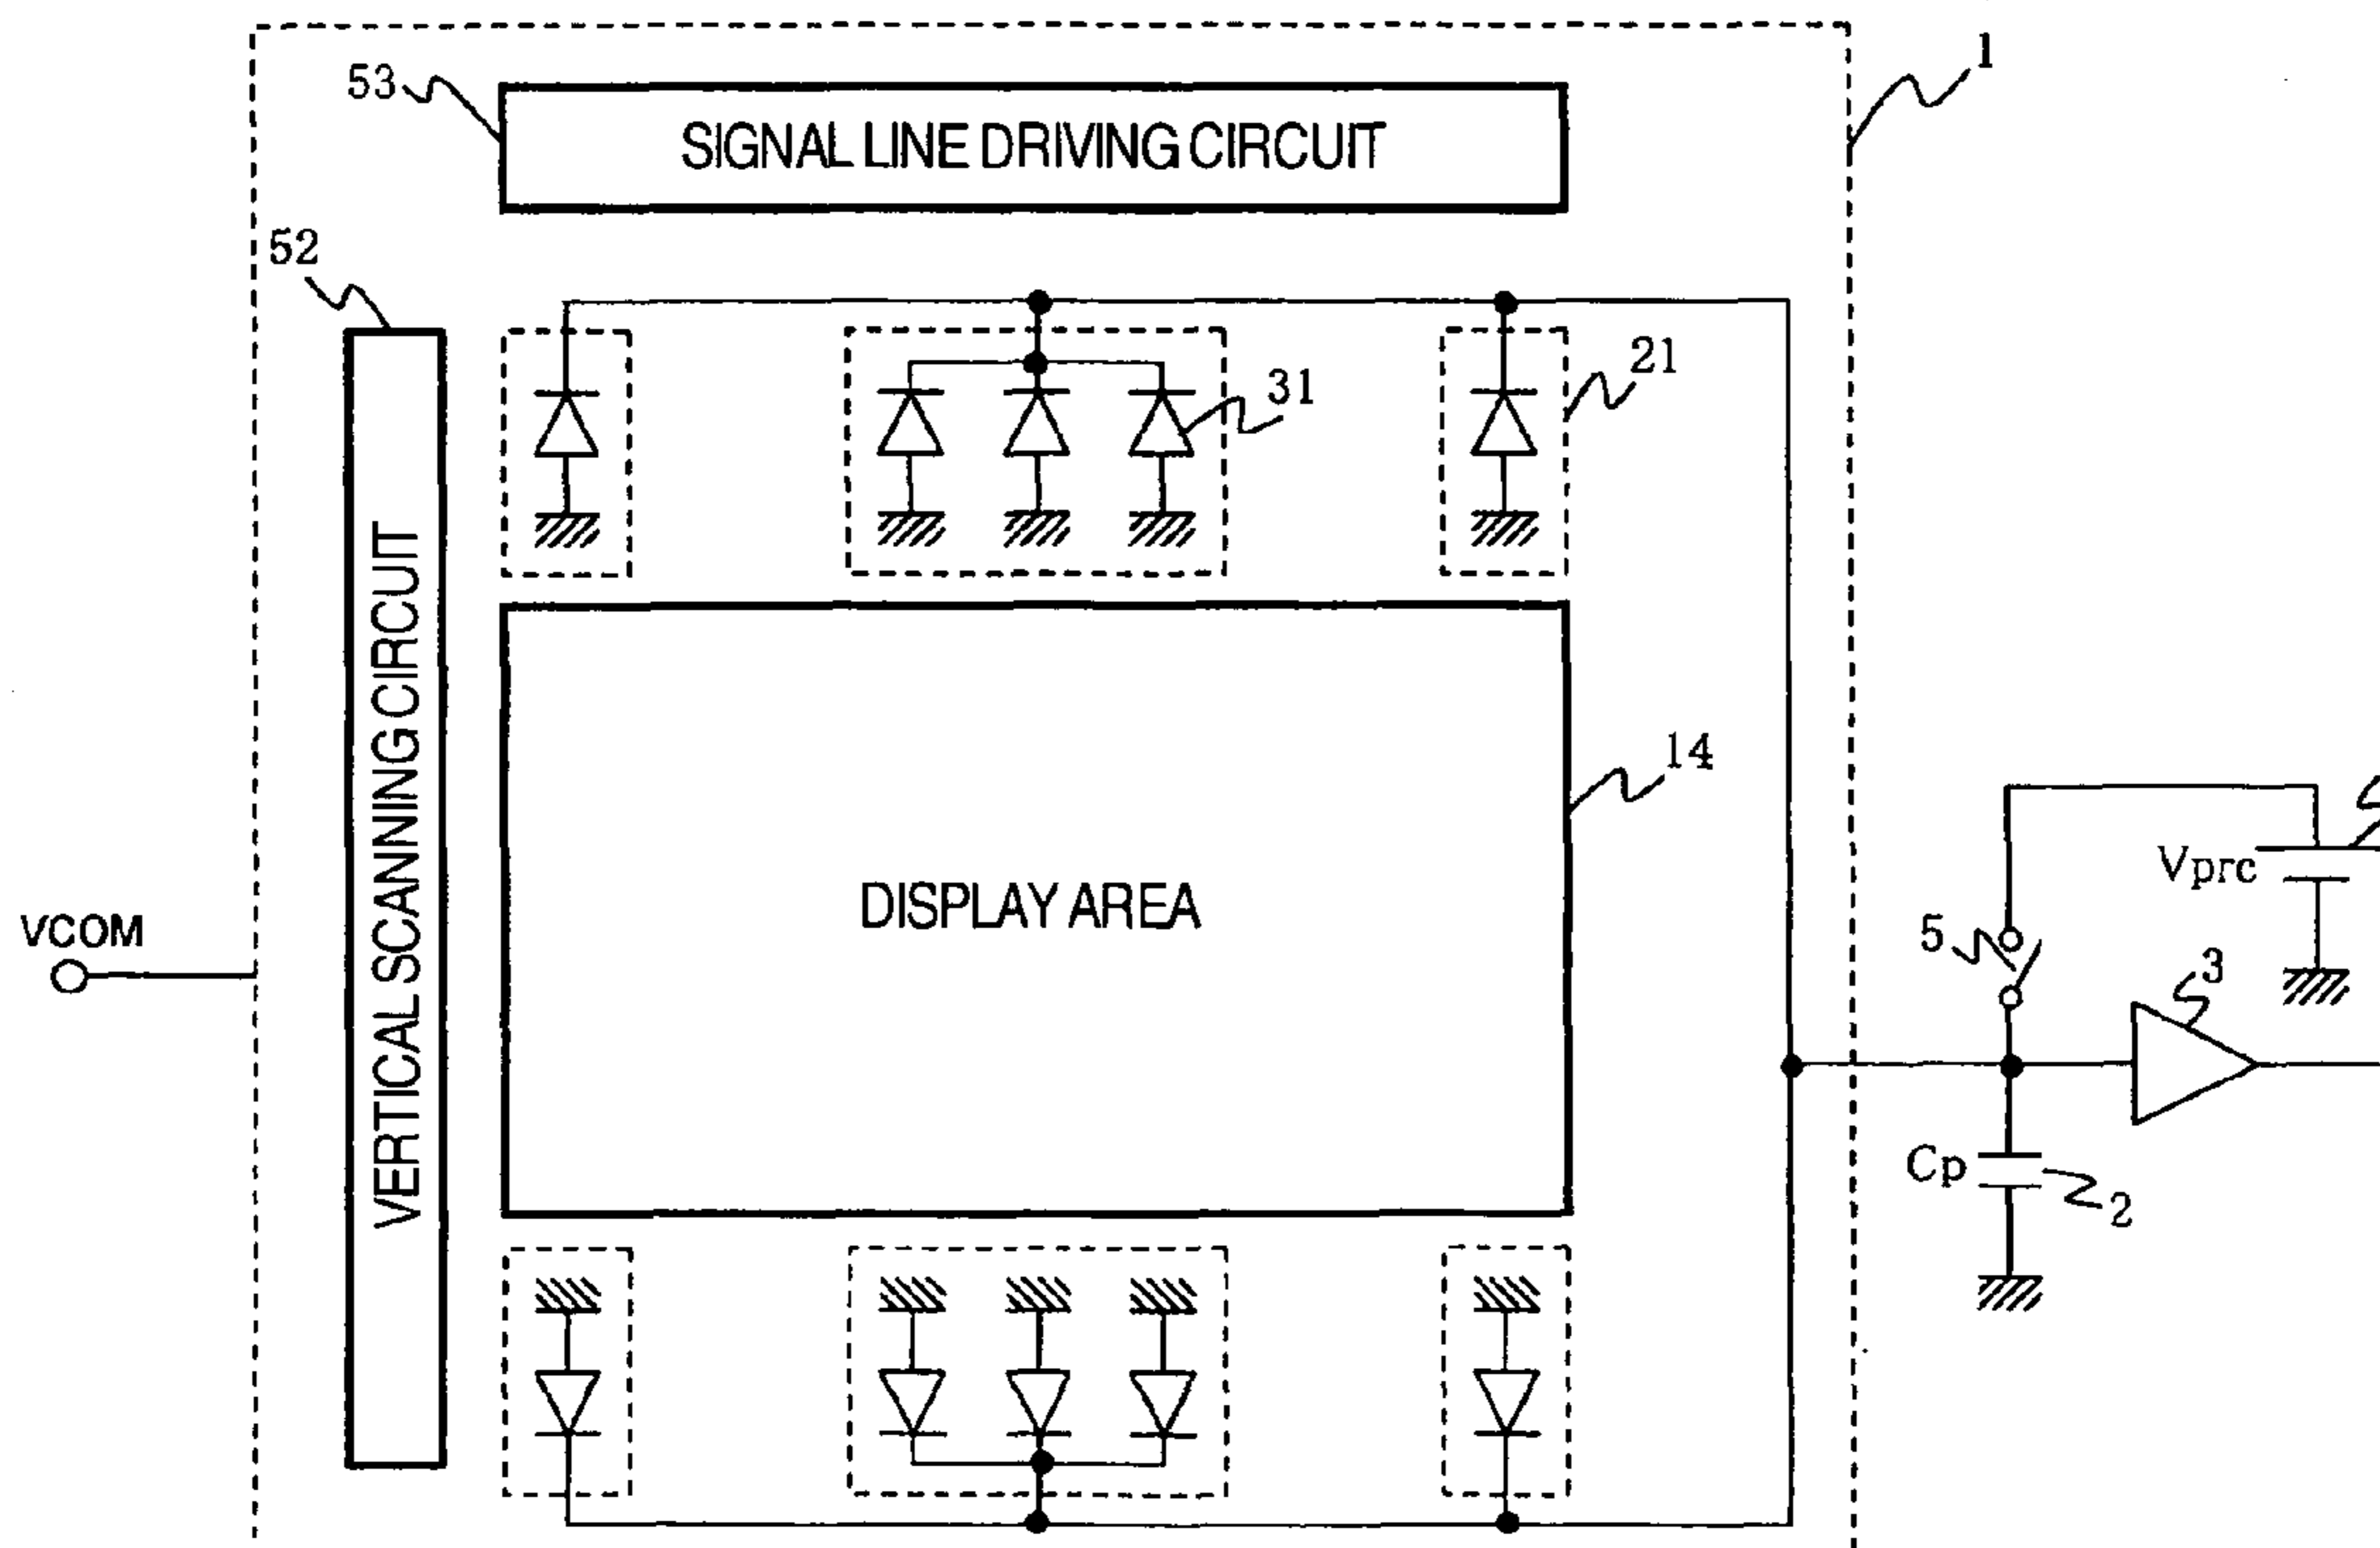 1
53
SIGNAL LINE DRIVING CIRCUIT
52
21
31
VERTICAL SCANNING CIRCUIT
14
DISPLAY AREA
Vprc
VCOM
5
3
Cp
2